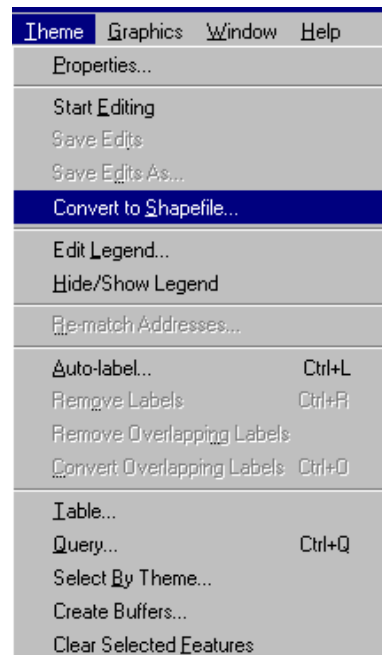 Theme Graphics Window Help
Properties...
Start Editing
Save Edits
Save Edits As...
Convert to Shapefile...
Edit Legend...
Hide/Show Legend
Re-match Addresses...
Auto-label... Ctrl+L
Remove Labels Ctrl+R
Remove Overlapping Labels
Convert Overlapping Labels Ctrl+O
Table...
Query... Ctrl+Q
Select By Theme...
Create Buffers...
Clear Selected Features